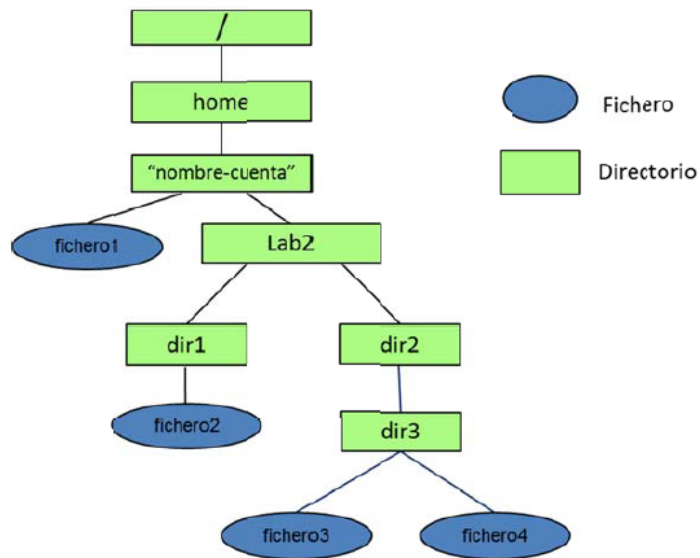 /
home
Fichero
"nombre-cuenta"
Directorio
fichero1
Lab2
dir1
dir2
fichero2
dir3
fichero3
fichero4